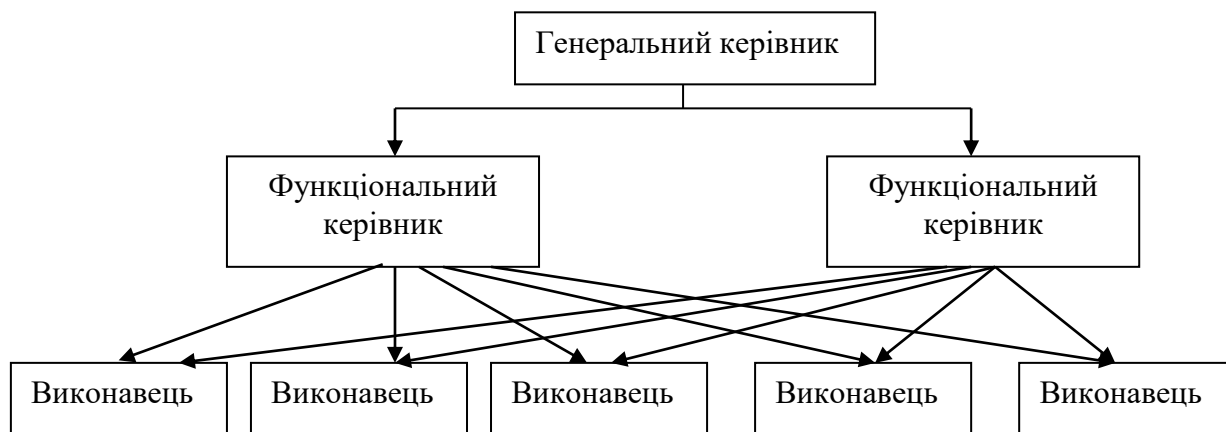 Генеральний керівник
Функціональний
керівник
Функціональний
керівник
Виконавець
Виконавець
Виконавець
Виконавець
Виконавець